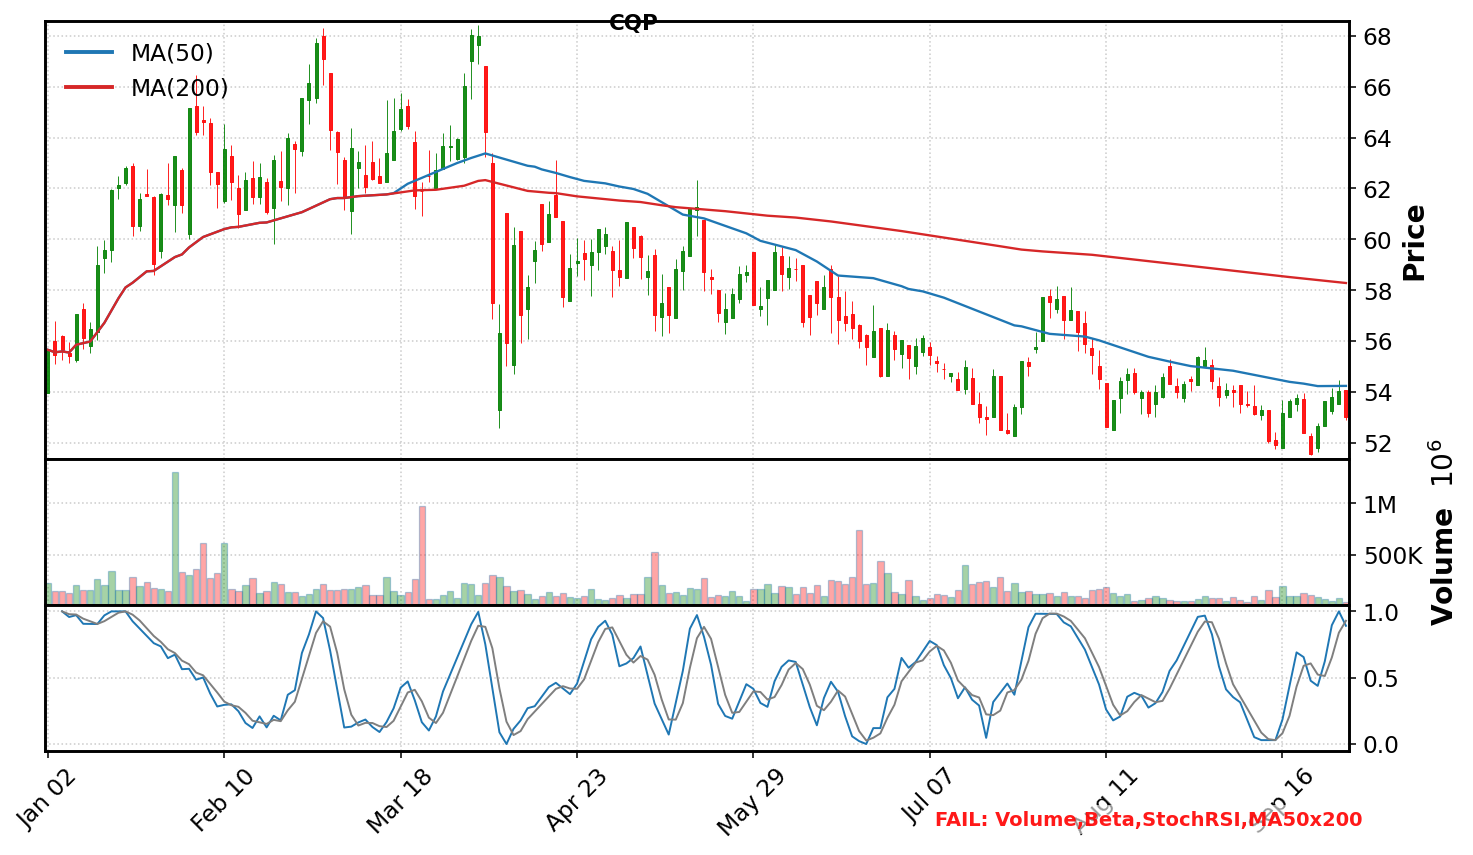 CQP
MA(50)
MA(200)
68
66
64
62
60
58
56
54
52
Price
1M
500K
Volume 10^6
1.0
0.5
0.0
Jan 02
Feb 10
Mar 18
Apr 23
May 29
Jul 07
Aug 11
Sep 16
FAIL: Volume,Beta,StochRSI,MA50x200